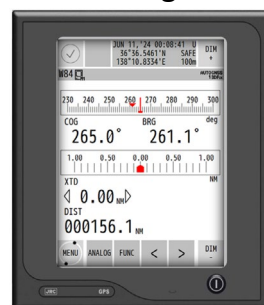 JUN 11,'24 00:08:41 U
36°36.5461'N SAFE
138°10.8334'E 100m
DIM
+
W84
230 240 250 260 270 280 290 300
COG BRG deg
265.0° 261.1°
1.00 0.50 0.00 0.50 1.00
XTD NM
0.00 NM
DIST
000156.1 NM
MENU ANALOG FUNC < > DIM
-
JRC GPS